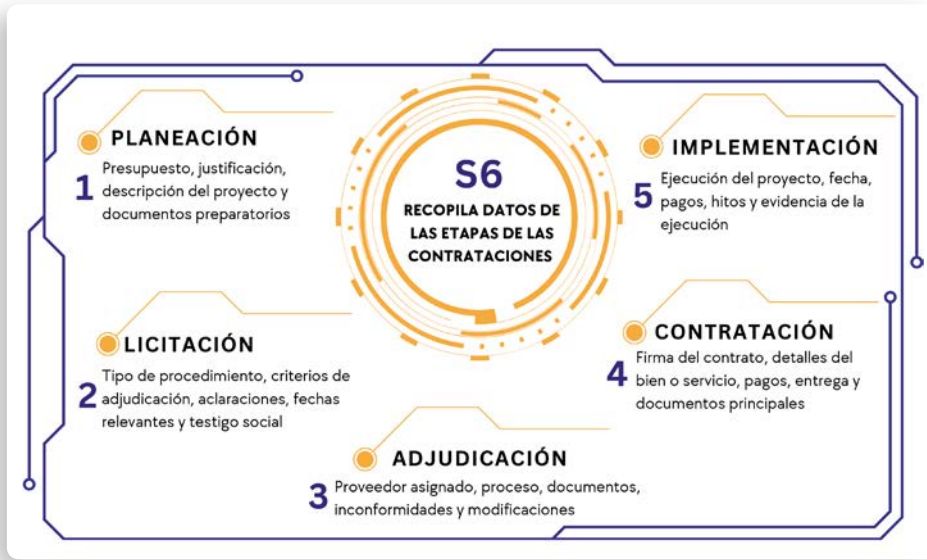 S6
RECOPILA DATOS DE
LAS ETAPAS DE LAS
CONTRATACIONES
PLANEACIÓN
1
Presupuesto, justificación,
descripción del proyecto y
documentos preparatorios
LICITACIÓN
2
Tipo de procedimiento, criterios de
adjudicación, aclaraciones, fechas
relevantes y testigo social
ADJUDICACIÓN
3
Proveedor asignado, proceso, documentos,
inconformidades y modificaciones
CONTRATACIÓN
4
Firma del contrato, detalles del
bien o servicio, pagos, entrega y
documentos principales
IMPLEMENTACIÓN
5
Ejecución del proyecto, fecha,
pagos, hitos y evidencia de la
ejecución